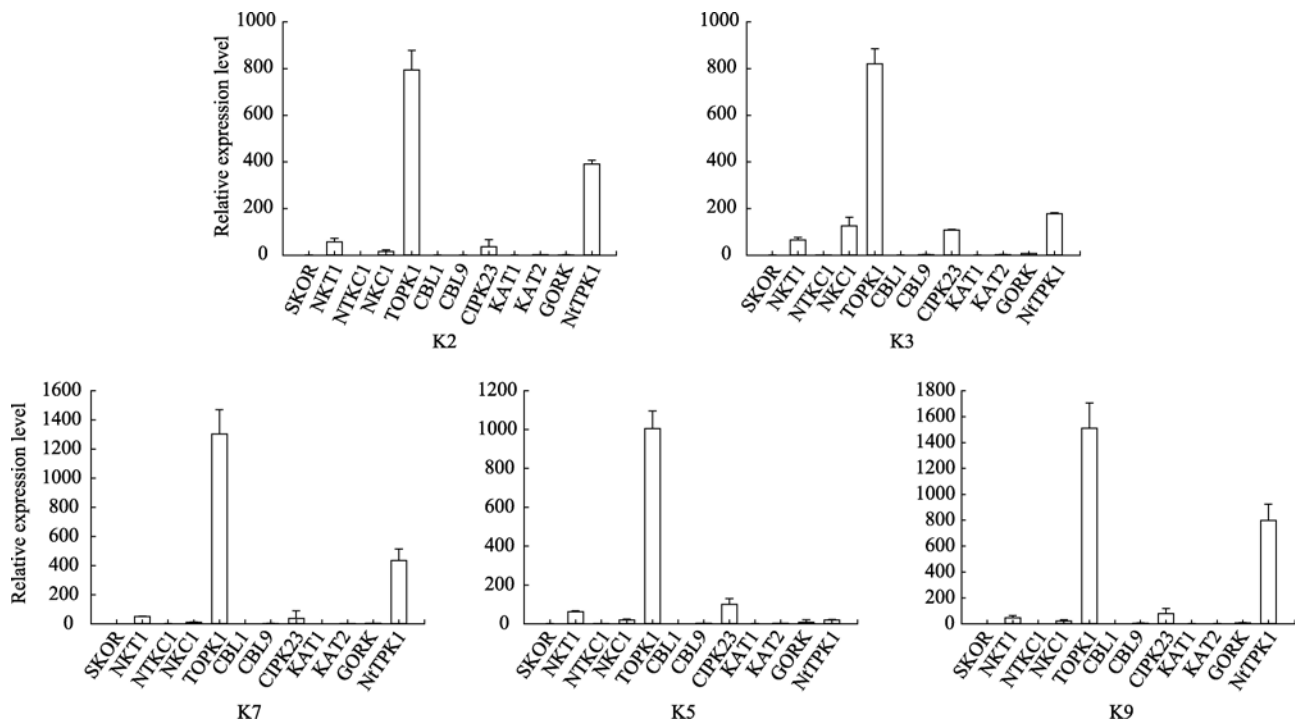 Relative expression level
1000
800
600
400
200
0
SKOR
NKT1
NTKC1
NKC1
TOPK1
CBL1
CBL9
CIPK23
KAT1
KAT2
GORK
NtTPK1
K2
1000
800
600
400
200
0
SKOR
NKT1
NTKC1
NKC1
TOPK1
CBL1
CBL9
CIPK23
KAT1
KAT2
GORK
NtTPK1
K3
Relative expression level
1600
1400
1200
1000
800
600
400
200
0
SKOR
NKT1
NTKC1
NKC1
TOPK1
CBL1
CBL9
CIPK23
KAT1
KAT2
GORK
NtTPK1
K7
1200
1000
800
600
400
200
0
SKOR
NKT1
NTKC1
NKC1
TOPK1
CBL1
CBL9
CIPK23
KAT1
KAT2
GORK
NtTPK1
K5
1800
1600
1400
1200
1000
800
600
400
200
0
SKOR
NKT1
NTKC1
NKC1
TOPK1
CBL1
CBL9
CIPK23
KAT1
KAT2
GORK
NtTPK1
K9